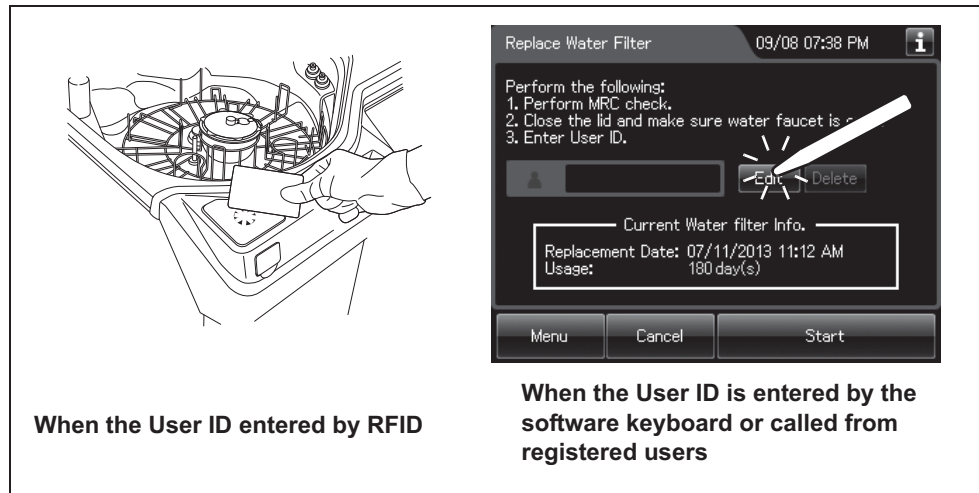 Replace Water Filter
09/08 07:38 PM
i
Perform the following:
1. Perform MRC check.
2. Close the lid and make sure water faucet is
3. Enter User ID.
Edit
Delete
Current Water filter Info.
Replacement Date: 07/11/2013 11:12 AM
Usage: 180 day(s)
Menu
Cancel
Start
When the User ID entered by RFID
When the User ID is entered by the
software keyboard or called from
registered users